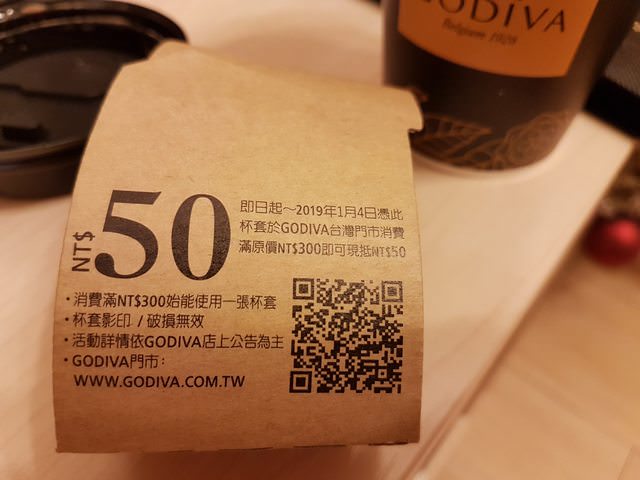 GODIVA
Belgium 1926
NT$50
即日起～2019年1月4日憑此
杯套於GODIVA台灣門市消費
滿原價NT$300即可現抵NT$50
・消費滿NT$300始能使用一張杯套
・杯套影印 / 破損無效
・活動詳情依GODIVA店上公告為主
・GODIVA門市：
WWW.GODIVA.COM.TW